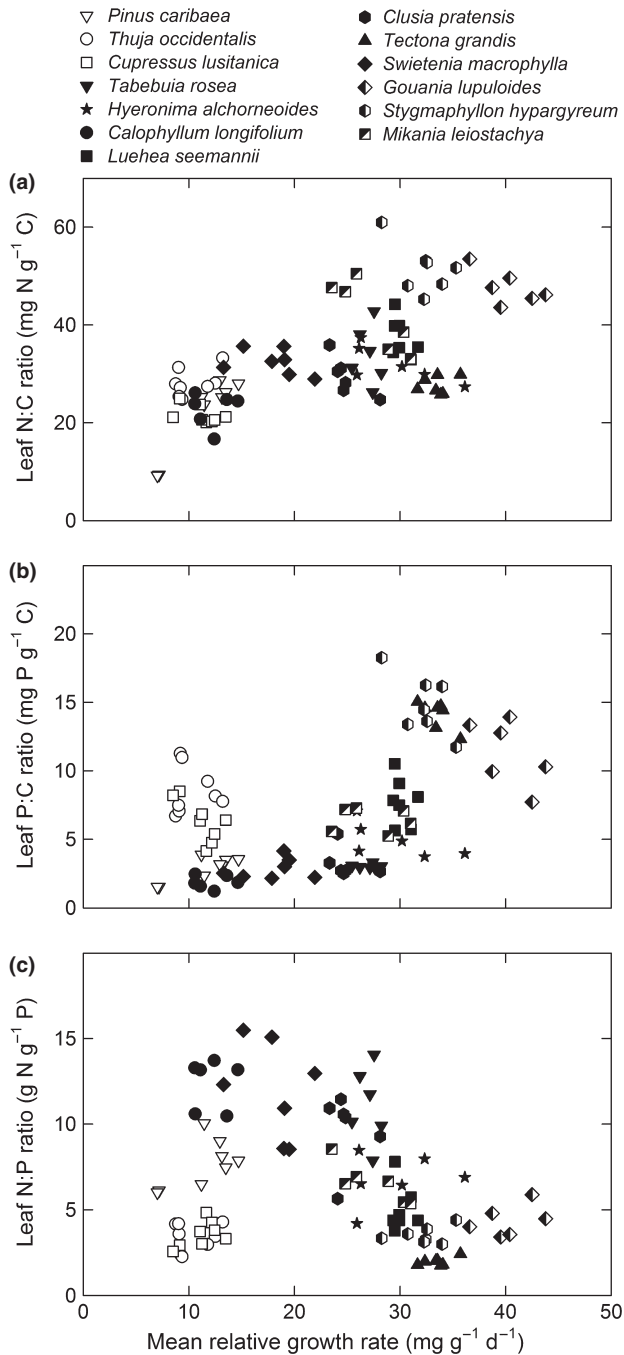 Pinus caribaea
Thuja occidentalis
Cupressus lusitanica
Tabebuia rosea
Hyeronima alchorneoides
Calophyllum longifolium
Luehea seemannii
Clusia pratensis
Tectona grandis
Swietenia macrophylla
Gouania lupuloides
Stygmaphyllon hypargyreum
Mikania leiostachya
(a)
Leaf N:C ratio (mg N g⁻¹ C)
60
40
20
0
(b)
Leaf P:C ratio (mg P g⁻¹ C)
20
15
10
5
0
(c)
Leaf N:P ratio (g N g⁻¹ P)
15
10
5
0
0 10 20 30 40 50
Mean relative growth rate (mg g⁻¹ d⁻¹)